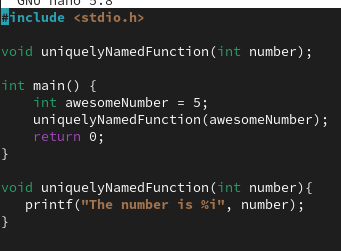 GNU nano 5.8
#include <stdio.h>
void uniquelyNamedFunction(int number);
int main() {
    int awesomeNumber = 5;
    uniquelyNamedFunction(awesomeNumber);
    return 0;
}
void uniquelyNamedFunction(int number){
   printf("The number is %i", number);
}